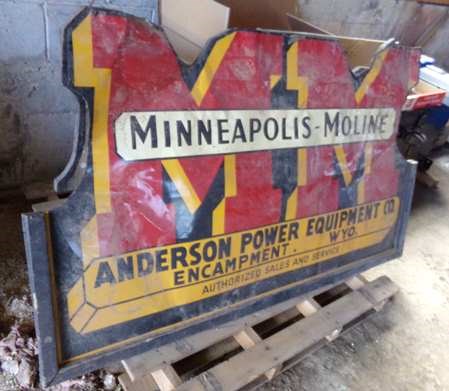 MM
MINNEAPOLIS-MOLINE
ANDERSON POWER EQUIPMENT CO.
ENCAMPMENT. WYO.
AUTHORIZED SALES AND SERVICE